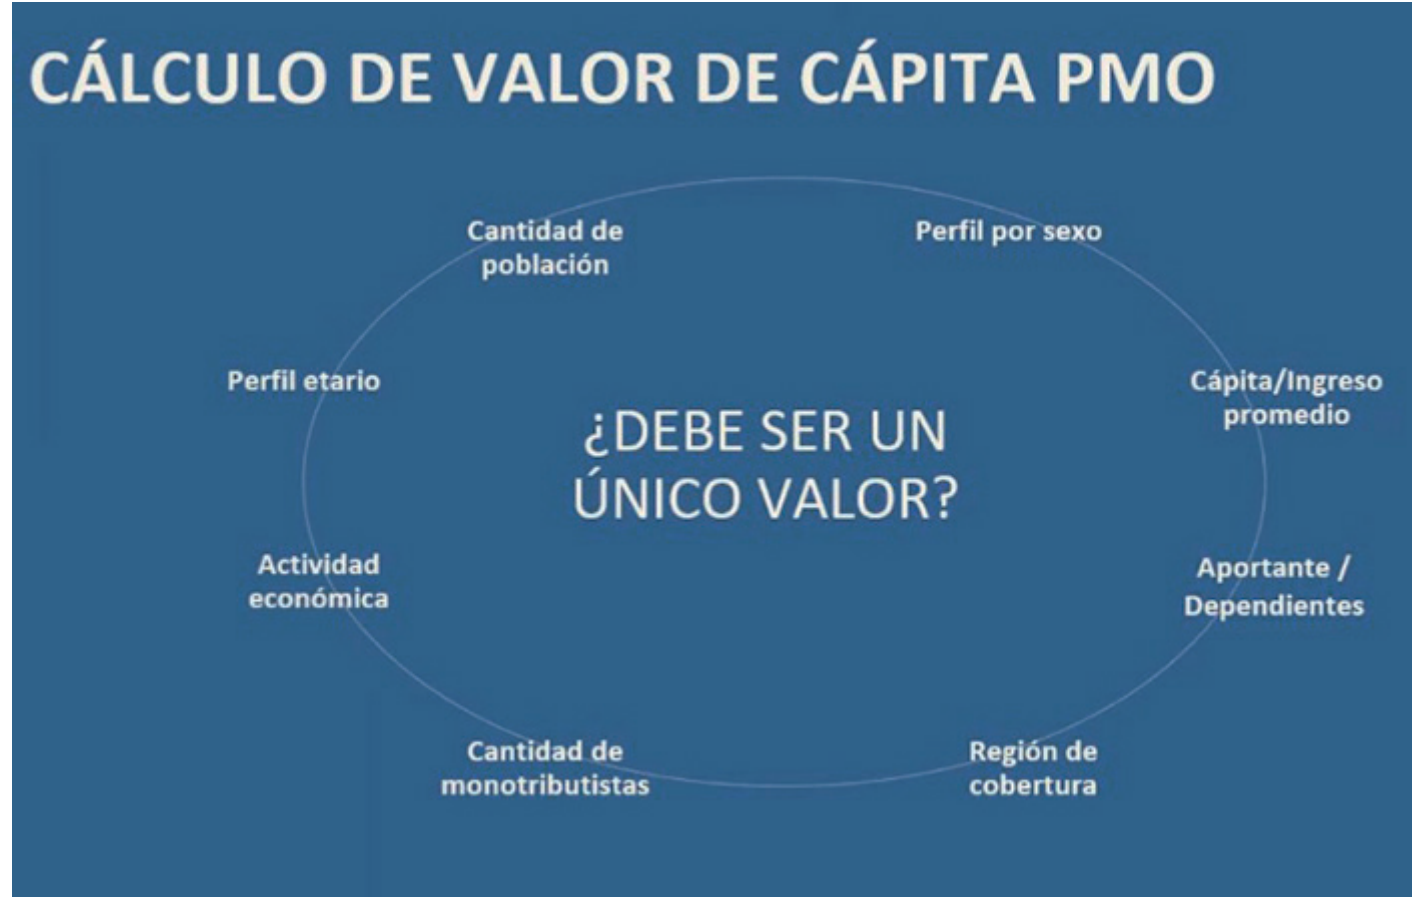 CÁLCULO DE VALOR DE CÁPITA PMO
Cantidad de
población
Perfil por sexo
Perfil etario
Cápita/Ingreso
promedio
¿DEBE SER UN
ÚNICO VALOR?
Actividad
económica
Aportante /
Dependientes
Cantidad de
monotributistas
Región de
cobertura